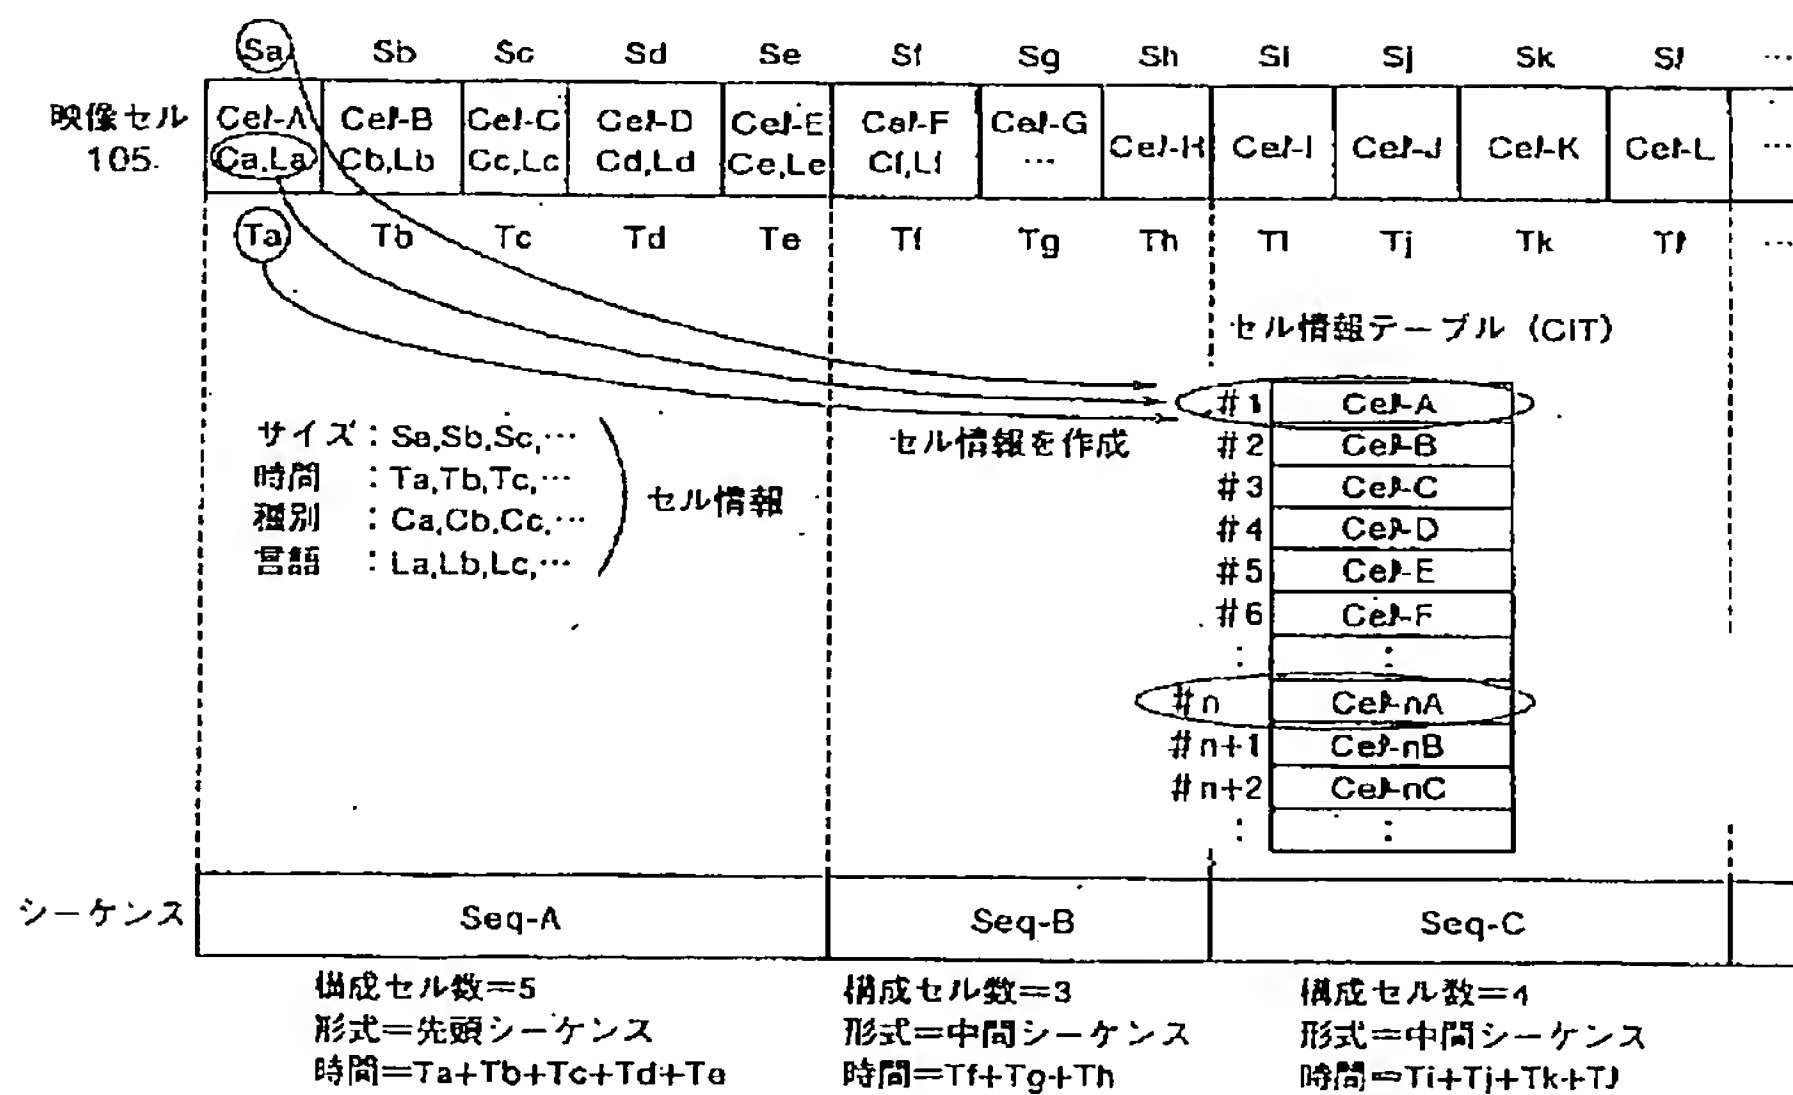 Sa Sb Sc Sd Se Sf Sg Sh Si Sj Sk Sl …
映像セル 105
Cel-A Cel-B Cel-C Cel-D Cel-E Cel-F Cel-G Cel-H Cel-I Cel-J Cel-K Cel-L …
Ca,La Cb,Lb Cc,Lc Cd,Ld Ce,Le Cf,Lf …
Ta Tb Tc Td Te Tf Tg Th Ti Tj Tk Tl …
セル情報テーブル (CIT)
#1 Cel-A
#2 Cel-B
#3 Cel-C
#4 Cel-D
#5 Cel-E
#6 Cel-F
: :
#n Cel-nA
#n+1 Cel-nB
#n+2 Cel-nC
: :
セル情報を作成
サイズ:Sa,Sb,Sc,…
時間 :Ta,Tb,Tc,…
種別 :Ca,Cb,Cc,…
言語 :La,Lb,Lc,…
セル情報
シーケンス Seq-A Seq-B Seq-C
構成セル数=5
形式=先頭シーケンス
時間=Ta+Tb+Tc+Td+Te
構成セル数=3
形式=中間シーケンス
時間=Tf+Tg+Th
構成セル数=4
形式=中間シーケンス
時間=Ti+Tj+Tk+Tl